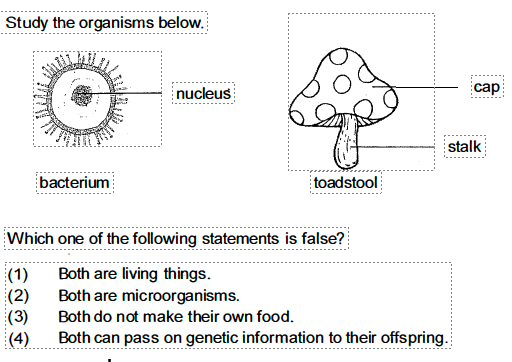 Study the organisms below.
nucleus
cap
stalk
bacterium
toadstool
Which one of the following statements is false?
(1) Both are living things.
(2) Both are microorganisms.
(3) Both do not make their own food.
(4) Both can pass on genetic information to their offspring.